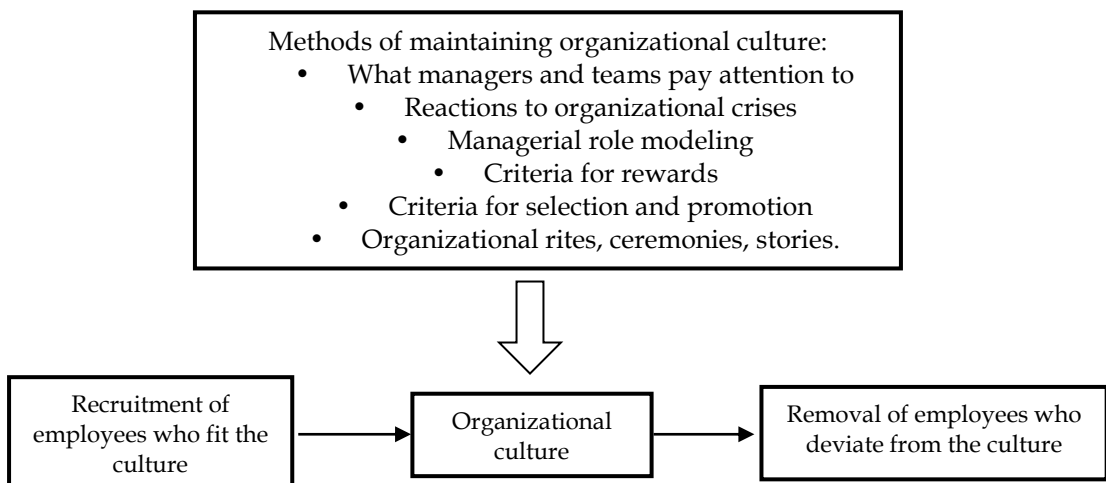 Methods of maintaining organizational culture:
• What managers and teams pay attention to
• Reactions to organizational crises
• Managerial role modeling
• Criteria for rewards
• Criteria for selection and promotion
• Organizational rites, ceremonies, stories.
Recruitment of
employees who fit the
culture
Organizational
culture
Removal of employees who
deviate from the culture